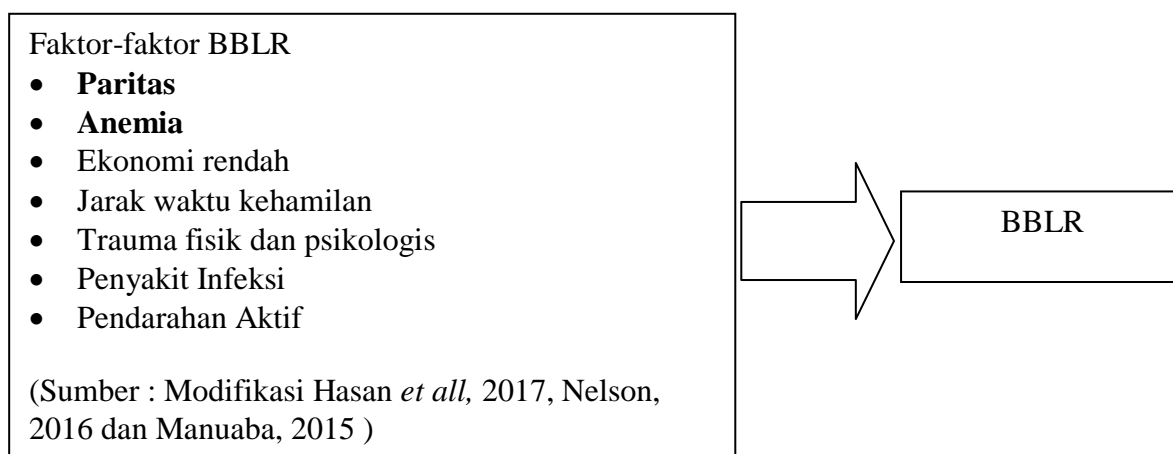 Faktor-faktor BBLR
• Paritas
• Anemia
• Ekonomi rendah
• Jarak waktu kehamilan
• Trauma fisik dan psikologis
• Penyakit Infeksi
• Pendarahan Aktif
(Sumber : Modifikasi Hasan et all, 2017, Nelson,
2016 dan Manuaba, 2015 )
BBLR